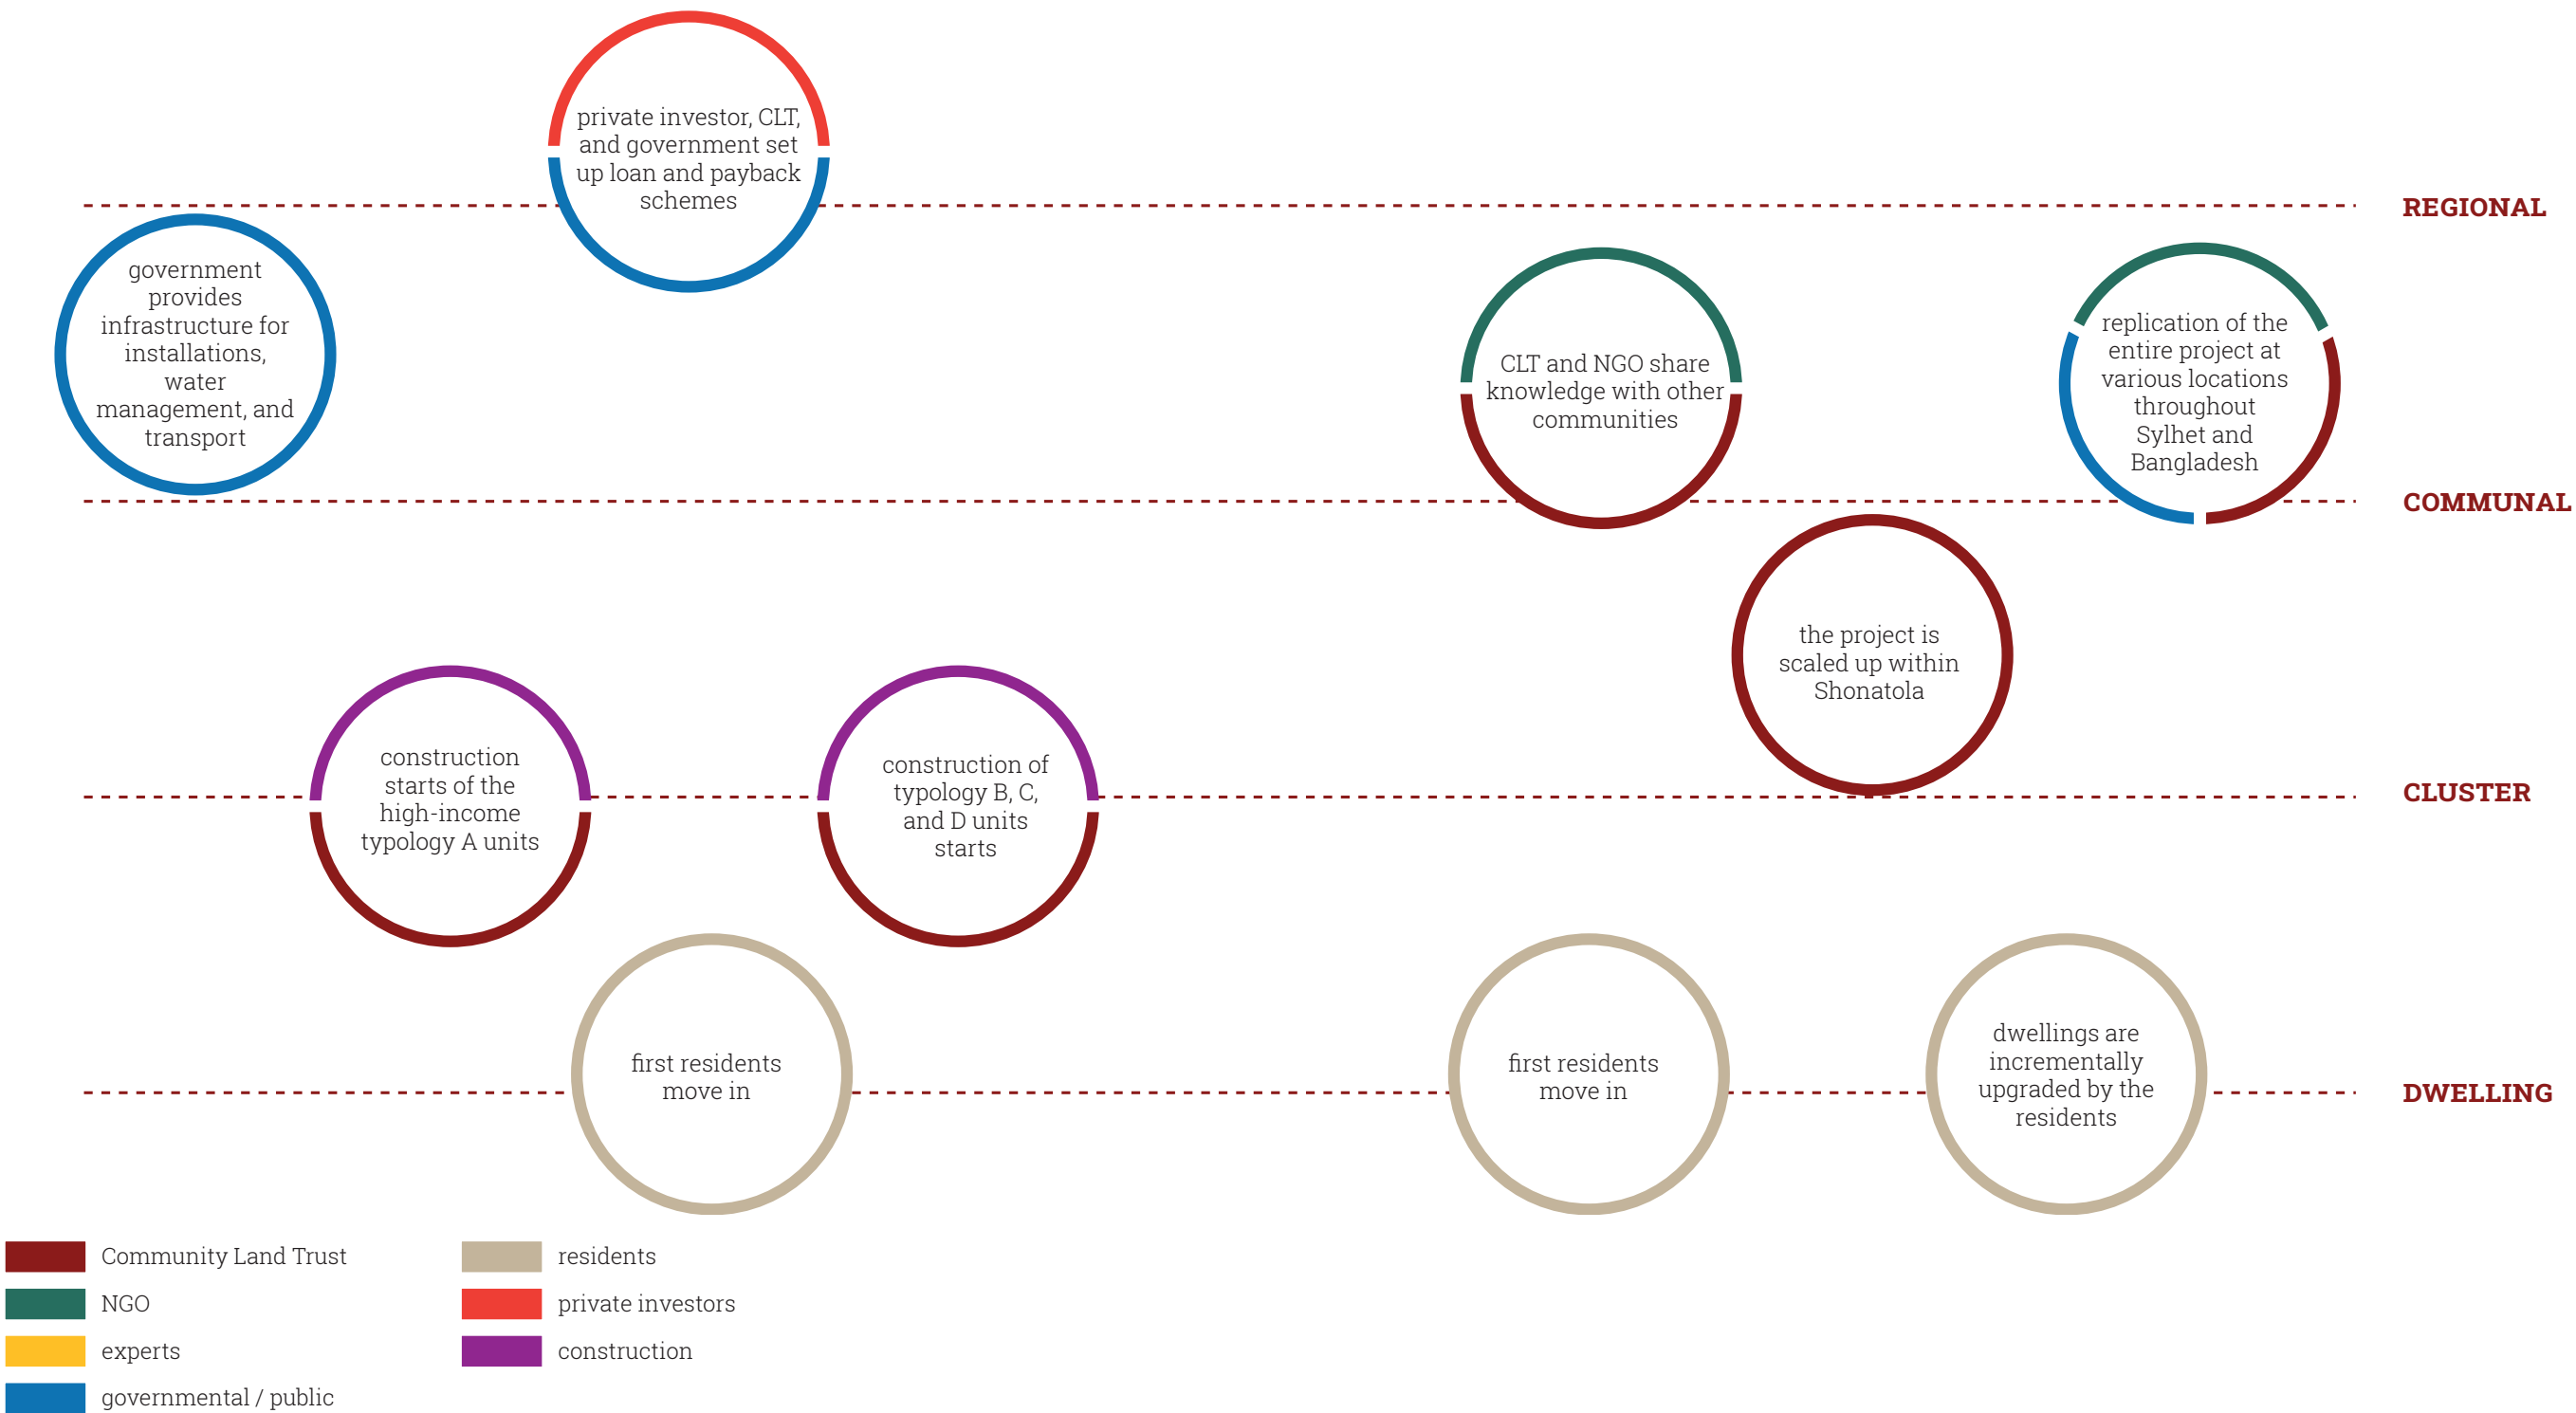 private investor, CLT,
and government set
up loan and payback
schemes
REGIONAL
government
provides
infrastructure for
installations,
water
management, and
transport
CLT and NGO share
knowledge with other
communities
replication of the
entire project at
various locations
throughout
Sylhet and
Bangladesh
COMMUNAL
the project is
scaled up within
Shonatola
construction
starts of the
high-income
typology A units
construction of
typology B, C,
and D units
starts
CLUSTER
first residents
move in
first residents
move in
dwellings are
incrementally
upgraded by the
residents
DWELLING
Community Land Trust
NGO
experts
governmental / public
residents
private investors
construction